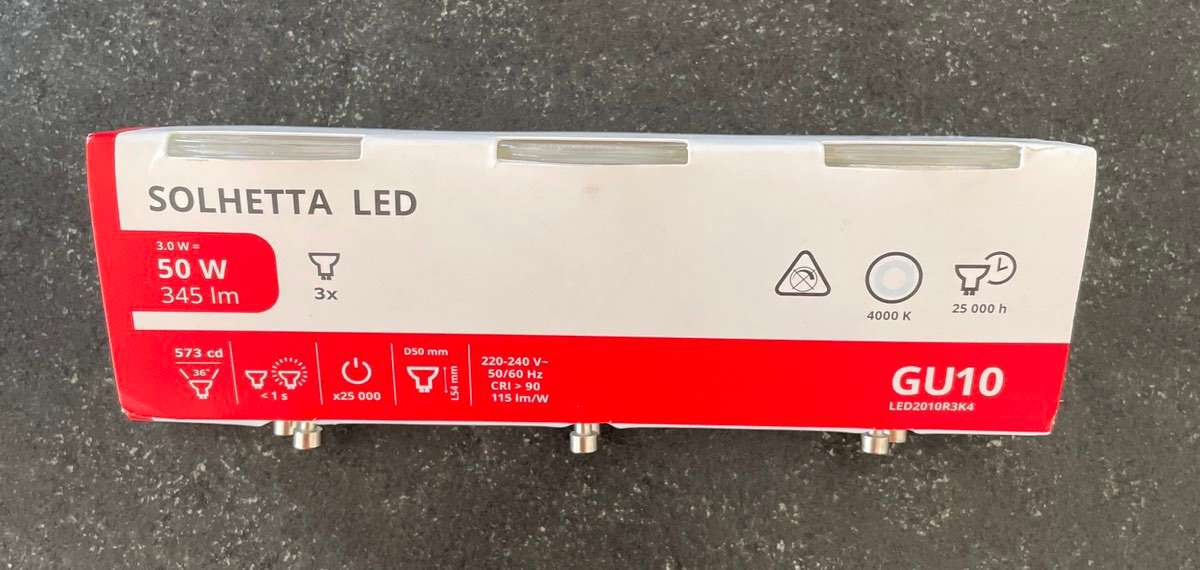 SOLHETTA LED
3.0 W =
50 W
345 lm
3x
4000 K
25 000 h
573 cd
36°
< 1 s
x25 000
D50 mm
L54 mm
220-240 V~
50/60 Hz
CRI > 90
115 lm/W
GU10
LED2010R3K4